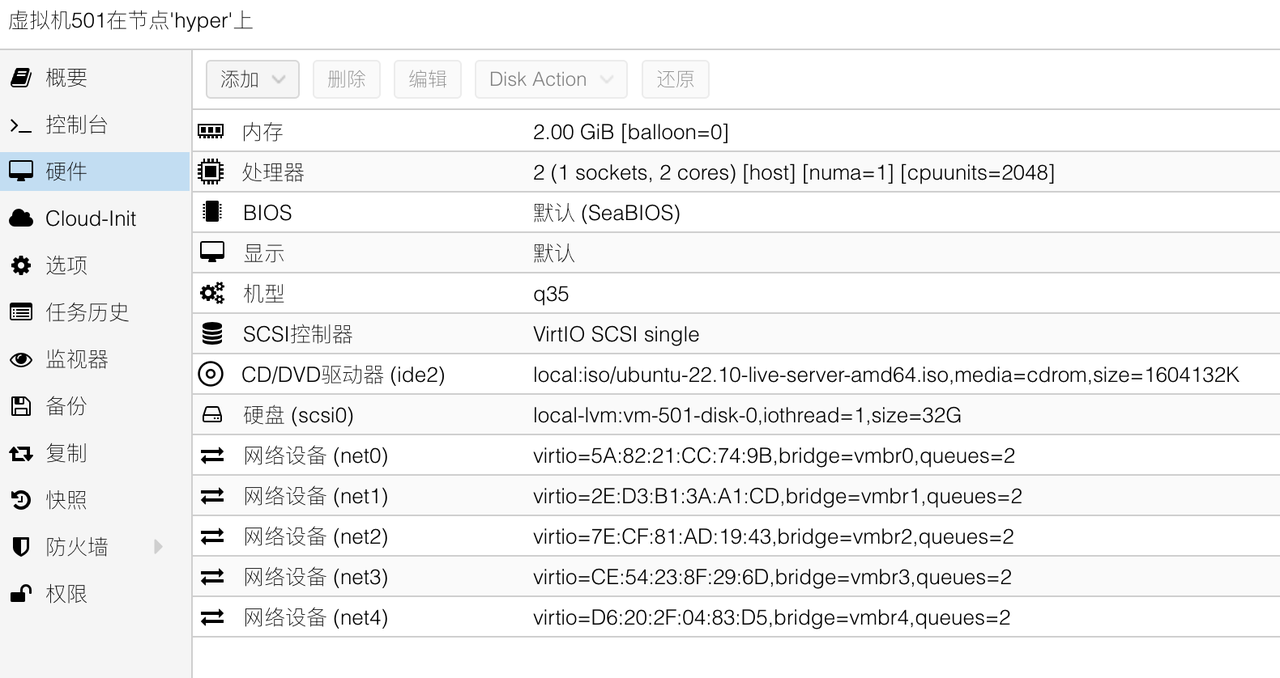 虚拟机501在节点'hyper'上
概要
控制台
硬件
Cloud-Init
选项
任务历史
监视器
备份
复制
快照
防火墙
权限
添加 删除 编辑 Disk Action 还原
内存 2.00 GiB [balloon=0]
处理器 2 (1 sockets, 2 cores) [host] [numa=1] [cpuunits=2048]
BIOS 默认 (SeaBIOS)
显示 默认
机型 q35
SCSI控制器 VirtIO SCSI single
CD/DVD驱动器 (ide2) local:iso/ubuntu-22.10-live-server-amd64.iso,media=cdrom,size=1604132K
硬盘 (scsi0) local-lvm:vm-501-disk-0,iothread=1,size=32G
网络设备 (net0) virtio=5A:82:21:CC:74:9B,bridge=vmbr0,queues=2
网络设备 (net1) virtio=2E:D3:B1:3A:A1:CD,bridge=vmbr1,queues=2
网络设备 (net2) virtio=7E:CF:81:AD:19:43,bridge=vmbr2,queues=2
网络设备 (net3) virtio=CE:54:23:8F:29:6D,bridge=vmbr3,queues=2
网络设备 (net4) virtio=D6:20:2F:04:83:D5,bridge=vmbr4,queues=2